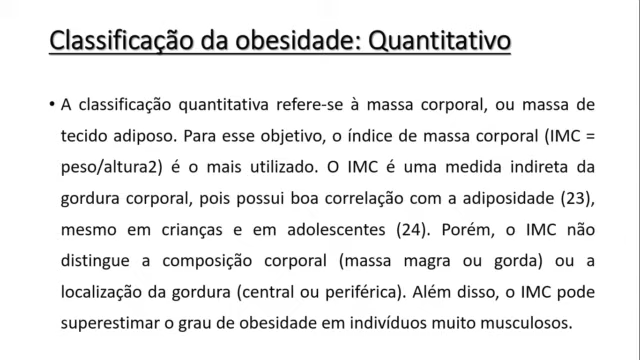 Classificação da obesidade: Quantitativo
• A classificação quantitativa refere-se à massa corporal, ou massa de
tecido adiposo. Para esse objetivo, o índice de massa corporal (IMC =
peso/altura2) é o mais utilizado. O IMC é uma medida indireta da
gordura corporal, pois possui boa correlação com a adiposidade (23),
mesmo em crianças e em adolescentes (24). Porém, o IMC não
distingue a composição corporal (massa magra ou gorda) ou a
localização da gordura (central ou periférica). Além disso, o IMC pode
superestimar o grau de obesidade em indivíduos muito musculosos.